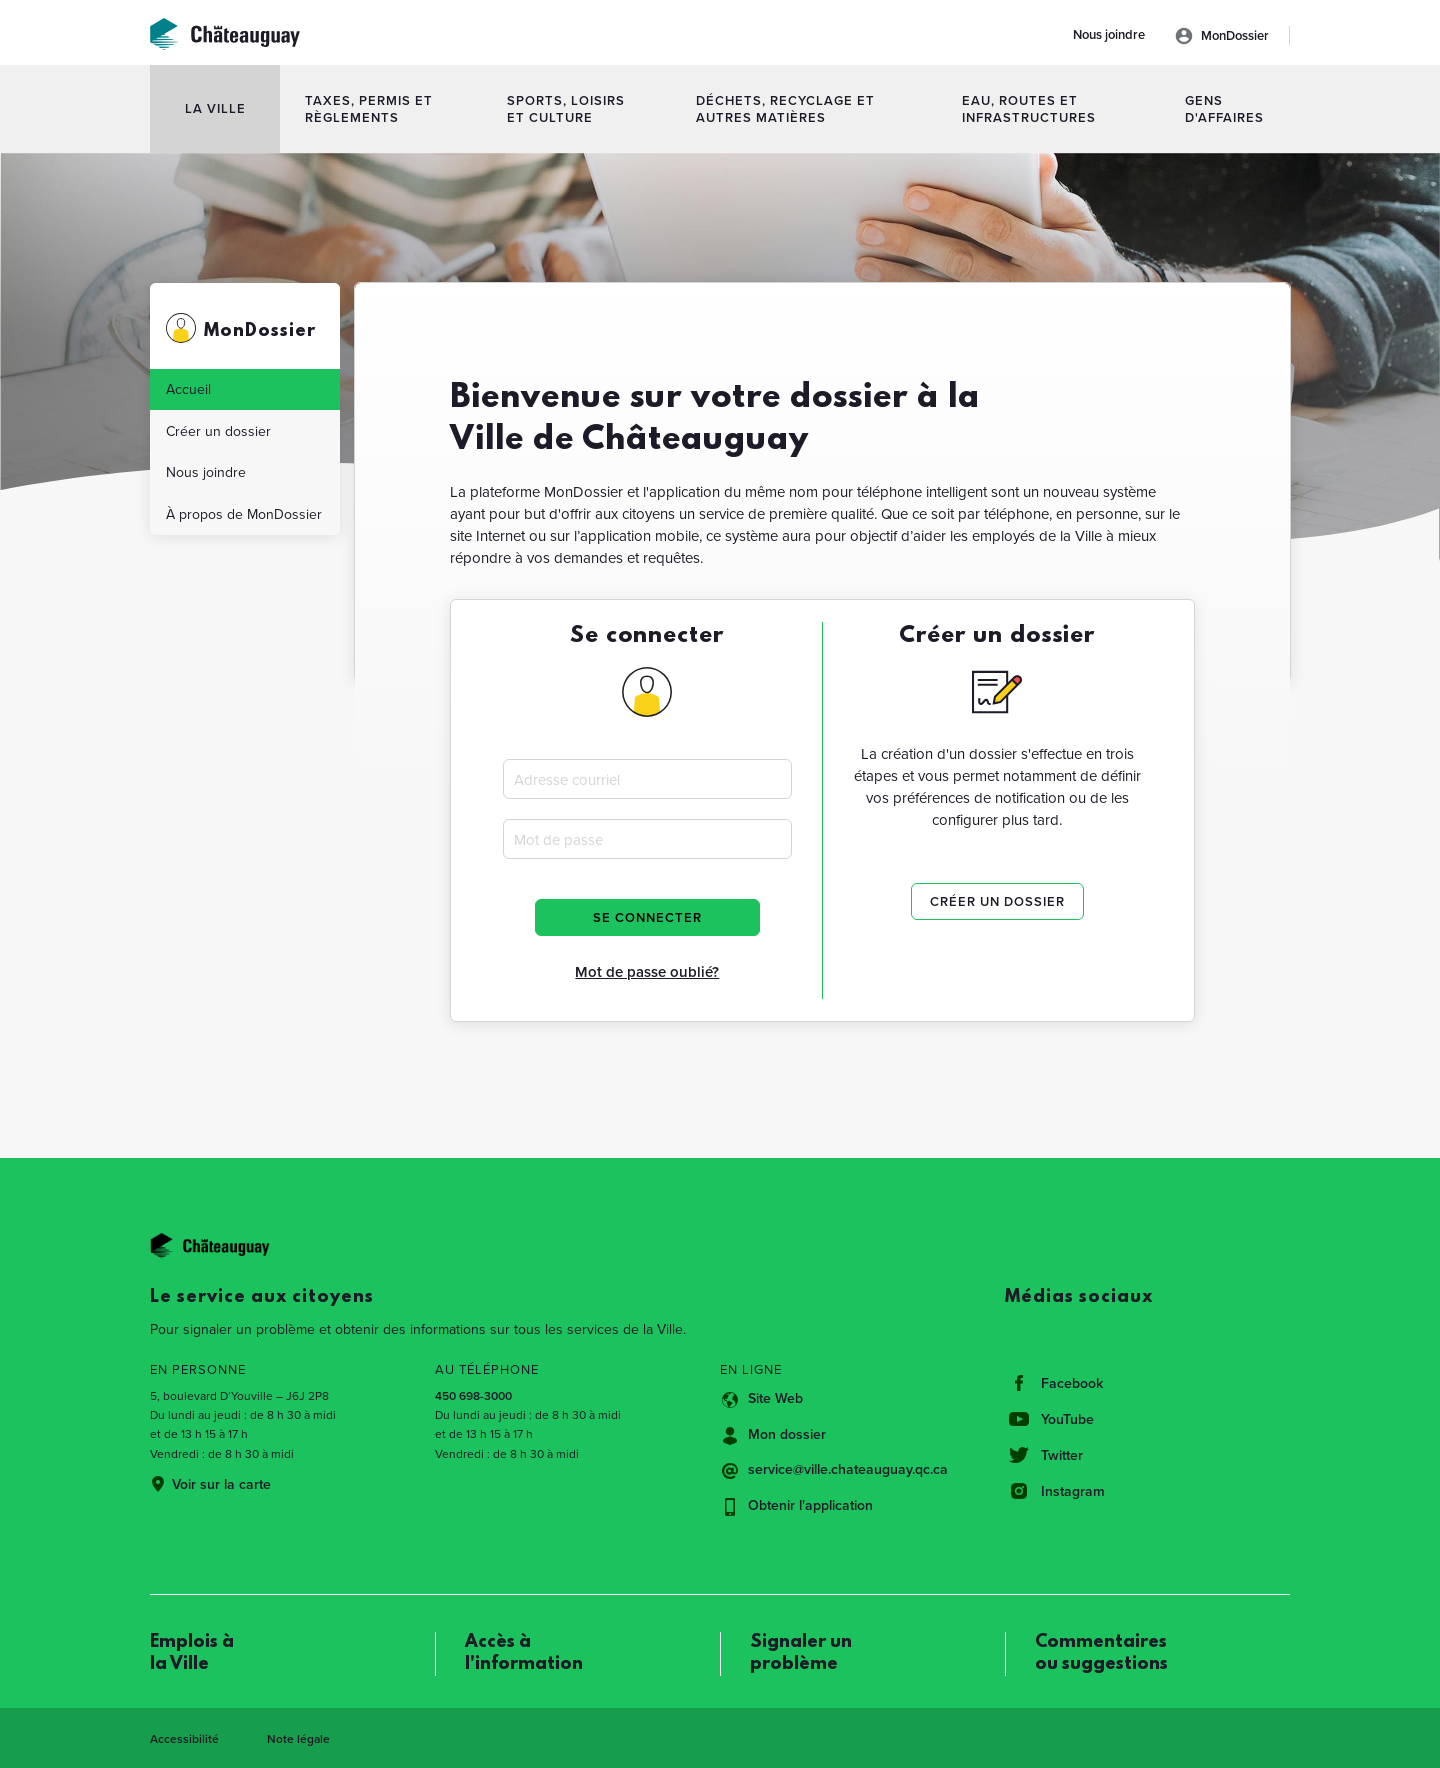 Châteauguay
Nous joindre
MonDossier
LA VILLE
TAXES, PERMIS ET
RÈGLEMENTS
SPORTS, LOISIRS
ET CULTURE
DÉCHETS, RECYCLAGE ET
AUTRES MATIÈRES
EAU, ROUTES ET
INFRASTRUCTURES
GENS
D'AFFAIRES
MonDossier
Accueil
Créer un dossier
Nous joindre
À propos de MonDossier
Bienvenue sur votre dossier à la
Ville de Châteauguay
La plateforme MonDossier et l'application du même nom pour téléphone intelligent sont un nouveau système
ayant pour but d'offrir aux citoyens un service de première qualité. Que ce soit par téléphone, en personne, sur le
site Internet ou sur l’application mobile, ce système aura pour objectif d’aider les employés de la Ville à mieux
répondre à vos demandes et requêtes.
Se connecter
Adresse courriel
Mot de passe
SE CONNECTER
Mot de passe oublié?
Créer un dossier
La création d'un dossier s'effectue en trois
étapes et vous permet notamment de définir
vos préférences de notification ou de les
configurer plus tard.
CRÉER UN DOSSIER
Châteauguay
Le service aux citoyens
Pour signaler un problème et obtenir des informations sur tous les services de la Ville.
EN PERSONNE
5, boulevard D'Youville – J6J 2P8
Du lundi au jeudi : de 8 h 30 à midi
et de 13 h 15 à 17 h
Vendredi : de 8 h 30 à midi
Voir sur la carte
AU TÉLÉPHONE
450 698-3000
Du lundi au jeudi : de 8 h 30 à midi
et de 13 h 15 à 17 h
Vendredi : de 8 h 30 à midi
EN LIGNE
Site Web
Mon dossier
service@ville.chateauguay.qc.ca
Obtenir l'application
Médias sociaux
Facebook
YouTube
Twitter
Instagram
Emplois à
la Ville
Accès à
l'information
Signaler un
problème
Commentaires
ou suggestions
Accessibilité
Note légale